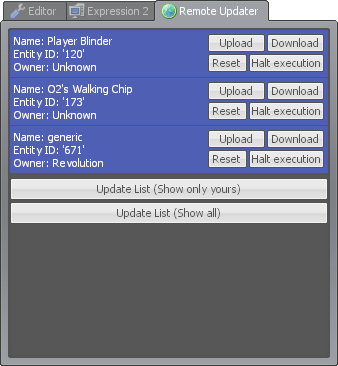 Editor Expression 2 Remote Updater
Name: Player Blinder
Entity ID: '120'
Owner: Unknown
Upload Download
Reset Halt execution
Name: O2's Walking Chip
Entity ID: '173'
Owner: Unknown
Upload Download
Reset Halt execution
Name: generic
Entity ID: '671'
Owner: Revolution
Upload Download
Reset Halt execution
Update List (Show only yours)
Update List (Show all)